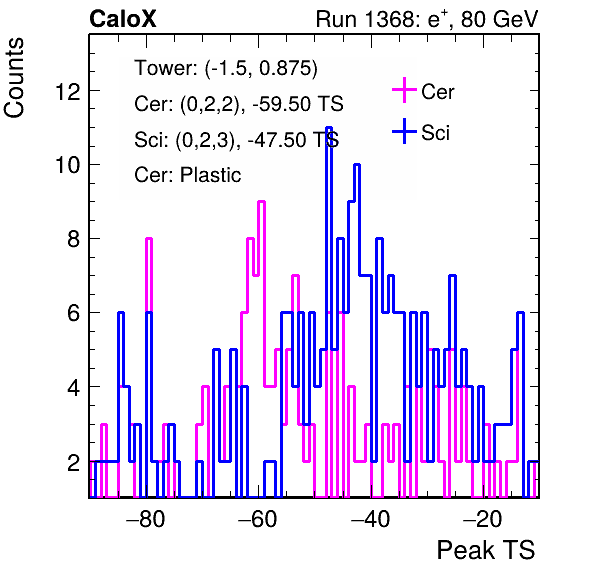 CaloX Run 1368: e+, 80 GeV
Counts
Tower: (-1.5, 0.875)
Cer: (0,2,2), -59.50 TS
Sci: (0,2,3), -47.50 TS
Cer: Plastic
Cer
Sci
12
10
8
6
4
2
−80 −60 −40 −20
Peak TS